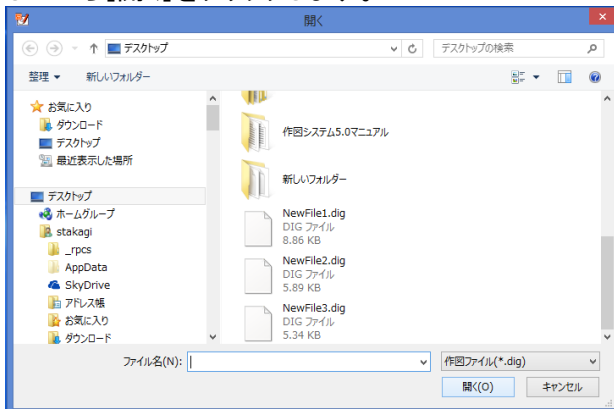 開く
デスクトップ
デスクトップの検索
整理 ▼ 新しいフォルダー
お気に入り
ダウンロード
デスクトップ
最近表示した場所
デスクトップ
ホームグループ
stakagi
_rpcs
AppData
SkyDrive
アドレス帳
お気に入り
ダウンロード
作図システム5.0マニュアル
新しいフォルダー
NewFile1.dig
DIG ファイル
8.86 KB
NewFile2.dig
DIG ファイル
5.89 KB
NewFile3.dig
DIG ファイル
5.34 KB
ファイル名(N):
作図ファイル(*.dig)
開く(O) キャンセル